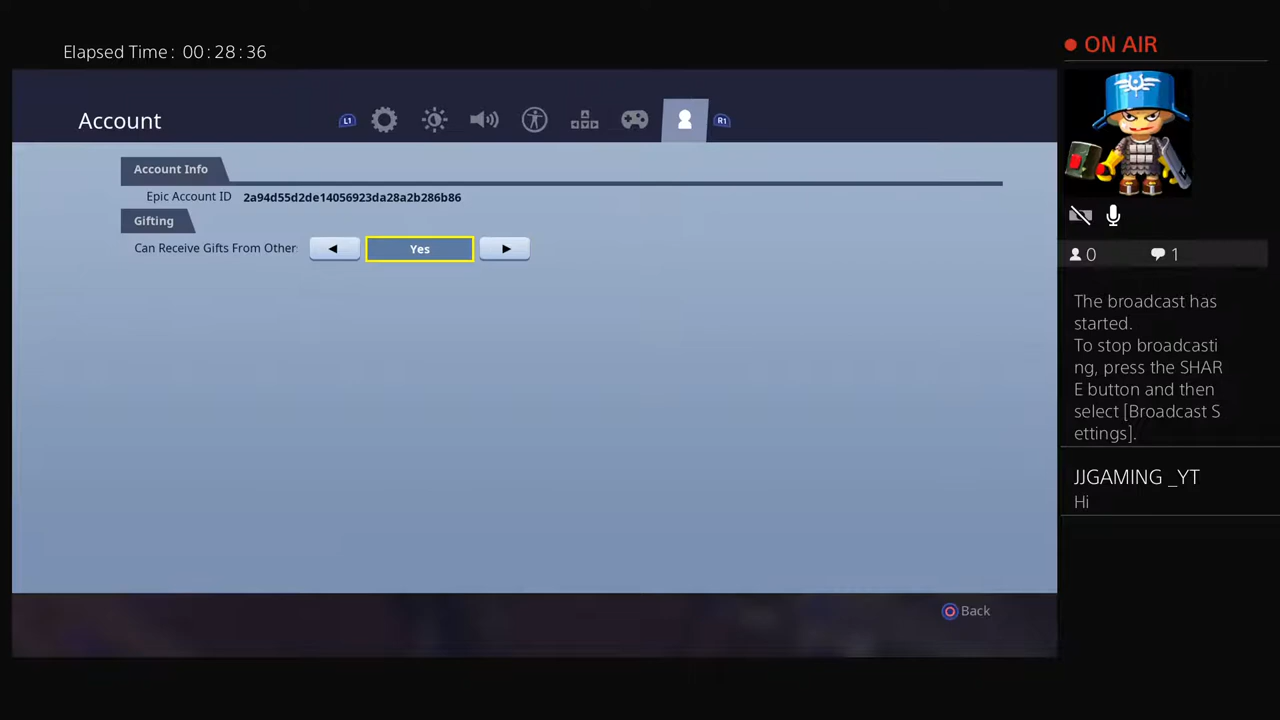 Elapsed Time: 00:28:36
ON AIR
Account
L1
R1
Account Info
Epic Account ID 2a94d55d2de14056923da28a2b286b86
Gifting
Can Receive Gifts From Other
Yes
Back
0
1
The broadcast has
started.
To stop broadcasti
ng, press the SHAR
E button and then
select [Broadcast S
ettings].
JJGAMING _YT
Hi